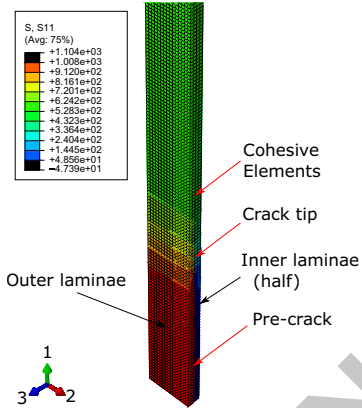 S, S11
(Avg: 75%)
+1.104e+03
+1.008e+03
+9.120e+02
+8.161e+02
+7.201e+02
+6.242e+02
+5.283e+02
+4.323e+02
+3.364e+02
+2.404e+02
+1.445e+02
+4.856e+01
−4.739e+01
Cohesive
Elements
Crack tip
Inner laminae
(half)
Outer laminae
Pre-crack
1
3
2